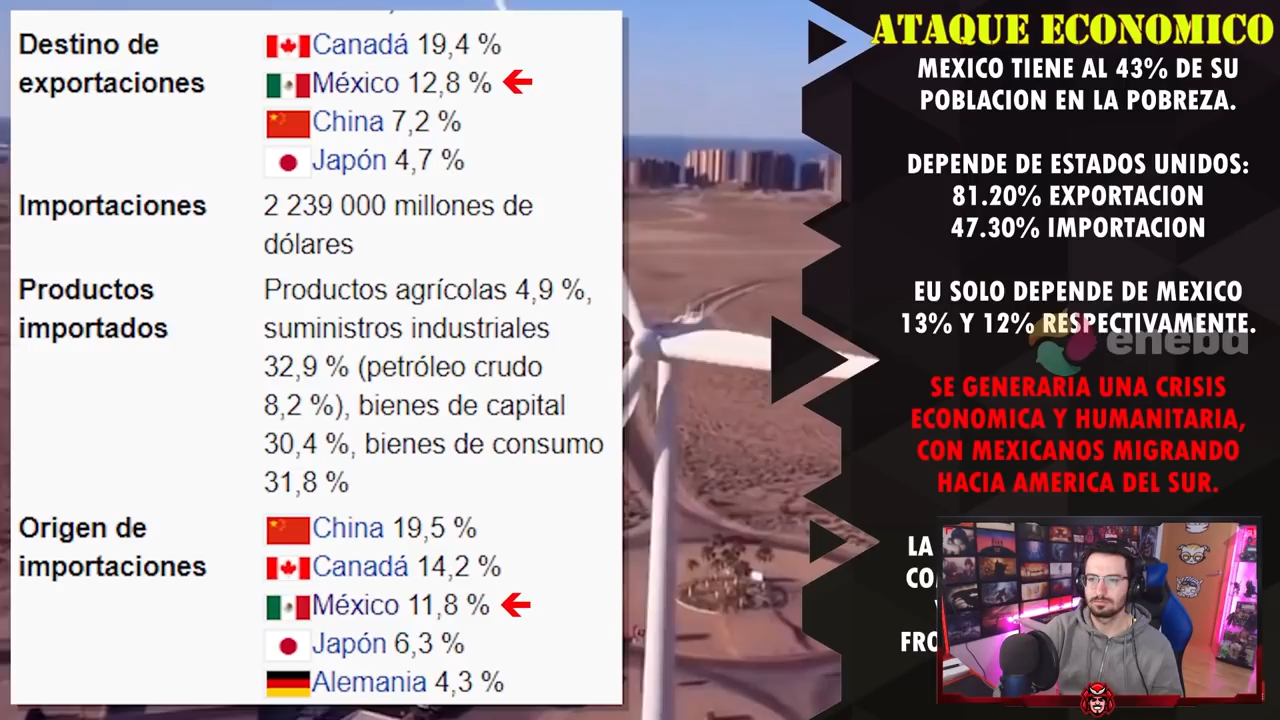 Destino de
exportaciones
Canadá 19,4 %
México 12,8 %
China 7,2 %
Japón 4,7 %
Importaciones
2 239 000 millones de
dólares
Productos
importados
Productos agrícolas 4,9 %,
suministros industriales
32,9 % (petróleo crudo
8,2 %), bienes de capital
30,4 %, bienes de consumo
31,8 %
Origen de
importaciones
China 19,5 %
Canadá 14,2 %
México 11,8 %
Japón 6,3 %
Alemania 4,3 %
ATAQUE ECONOMICO
MEXICO TIENE AL 43% DE SU
POBLACION EN LA POBREZA.
DEPENDE DE ESTADOS UNIDOS:
81.20% EXPORTACION
47.30% IMPORTACION
EU SOLO DEPENDE DE MEXICO
13% Y 12% RESPECTIVAMENTE.
eneba
SE GENERARIA UNA CRISIS
ECONOMICA Y HUMANITARIA,
CON MEXICANOS MIGRANDO
HACIA AMERICA DEL SUR.
LA